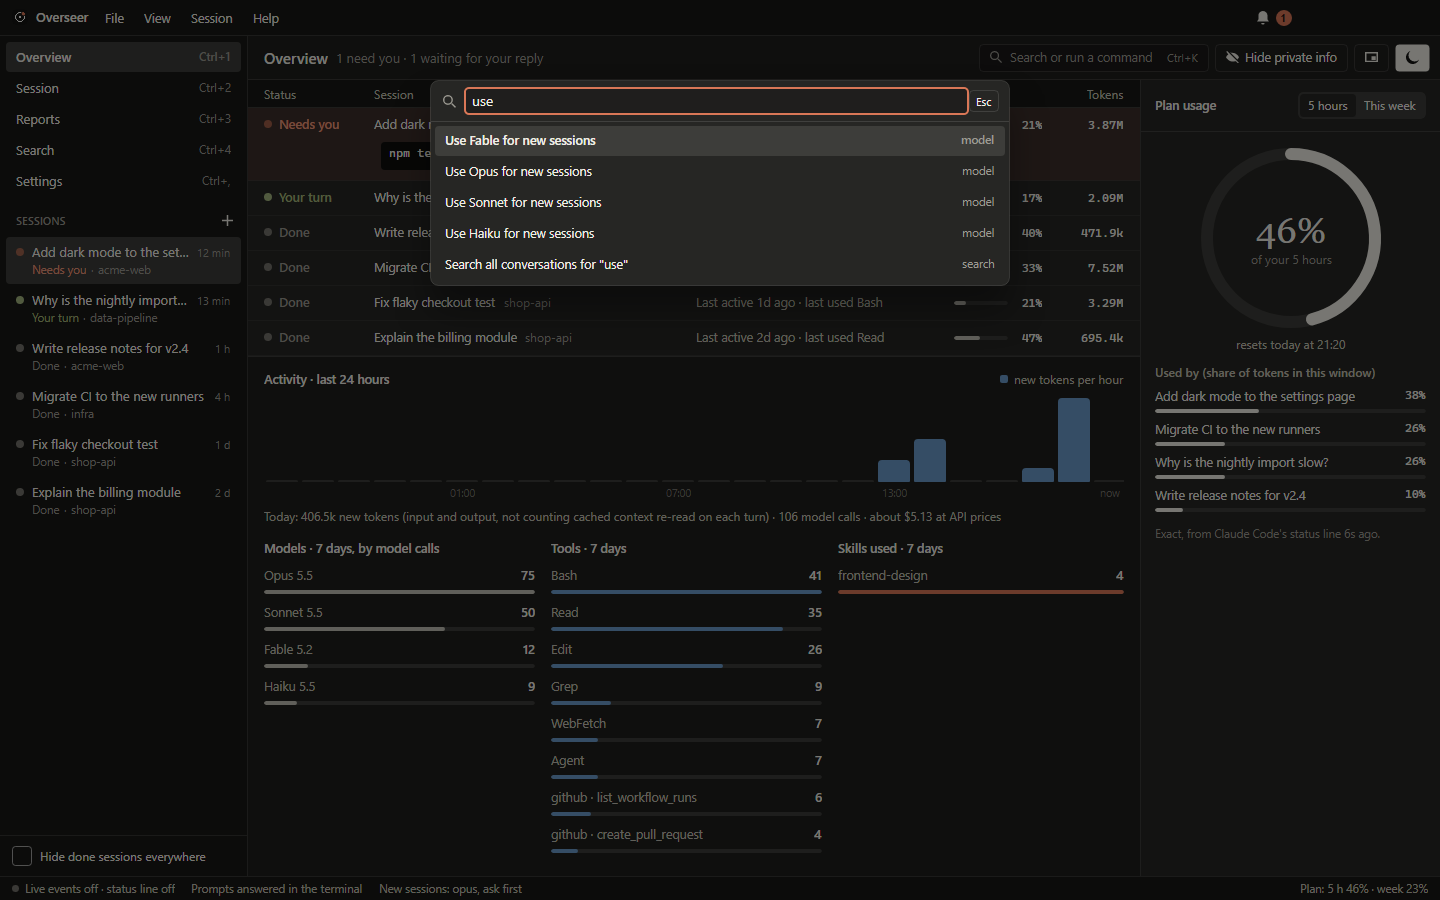 Overseer File View Session Help 1
Overview Ctrl+1
Session Ctrl+2
Reports Ctrl+3
Search Ctrl+4
Settings Ctrl+,
SESSIONS
Add dark mode to the set... 12 min
Needs you · acme-web
Why is the nightly import... 13 min
Your turn · data-pipeline
Write release notes for v2.4 1 h
Done · acme-web
Migrate CI to the new runners 4 h
Done · infra
Fix flaky checkout test 1 d
Done · shop-api
Explain the billing module 2 d
Done · shop-api
Hide done sessions everywhere
Overview 1 need you · 1 waiting for your reply
Search or run a command Ctrl+K
Hide private info
use Esc
Use Fable for new sessions model
Use Opus for new sessions model
Use Sonnet for new sessions model
Use Haiku for new sessions model
Search all conversations for "use" search
Status Session Tokens
Needs you Add dark 21% 3.87M
npm te
Your turn Why is the 17% 2.09M
Done Write relea 40% 471.9k
Done Migrate CI 33% 7.52M
Done Fix flaky checkout test shop-api Last active 1d ago · last used Bash 21% 3.29M
Done Explain the billing module shop-api Last active 2d ago · last used Read 47% 695.4k
Activity · last 24 hours new tokens per hour
01:00 07:00 13:00 now
Today: 406.5k new tokens (input and output, not counting cached context re-read on each turn) · 106 model calls · about $5.13 at API prices
Models · 7 days, by model calls
Opus 5.5 75
Sonnet 5.5 50
Fable 5.2 12
Haiku 5.5 9
Tools · 7 days
Bash 41
Read 35
Edit 26
Grep 9
WebFetch 7
Agent 7
github · list_workflow_runs 6
github · create_pull_request 4
Skills used · 7 days
frontend-design 4
Plan usage 5 hours This week
46%
of your 5 hours
resets today at 21:20
Used by (share of tokens in this window)
Add dark mode to the settings page 38%
Migrate CI to the new runners 26%
Why is the nightly import slow? 26%
Write release notes for v2.4 10%
Exact, from Claude Code's status line 6s ago.
Live events off · status line off Prompts answered in the terminal New sessions: opus, ask first Plan: 5 h 46% · week 23%